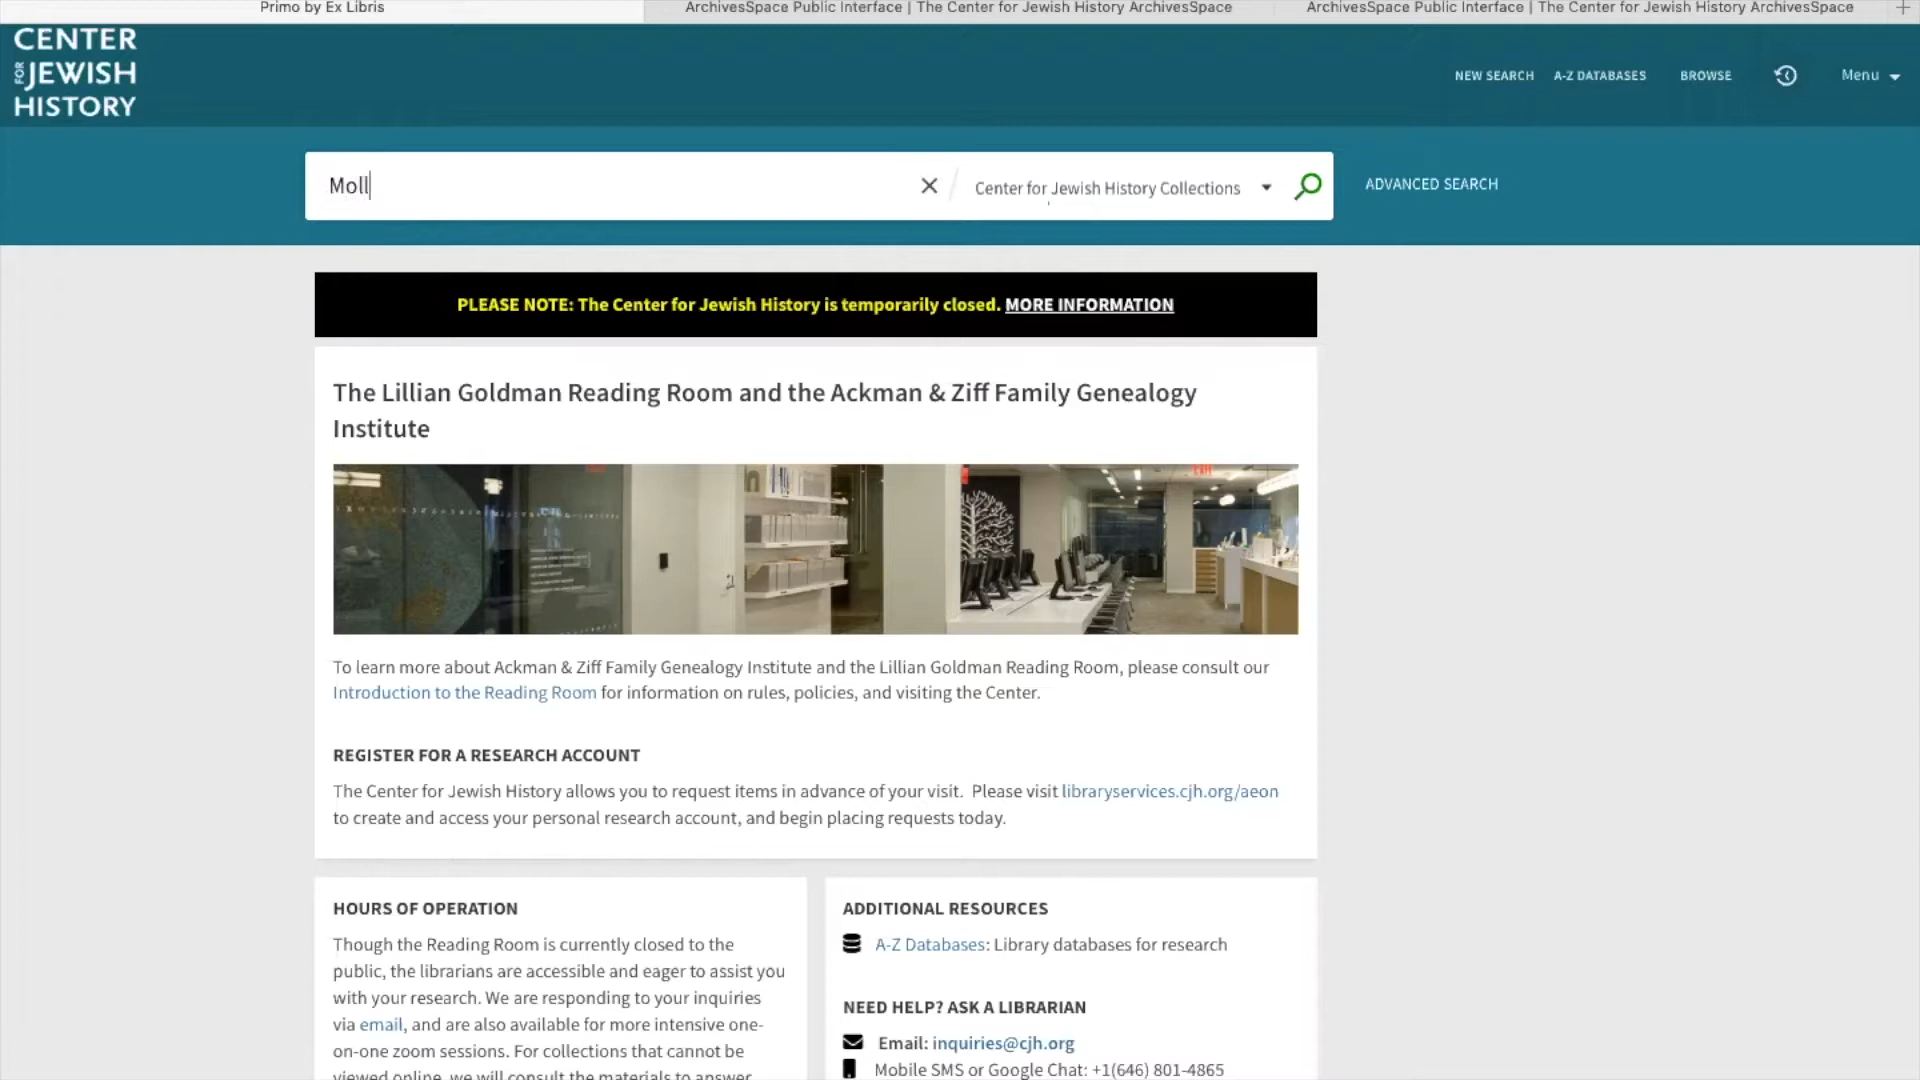 Primo by Ex Libris
ArchivesSpace Public Interface | The Center for Jewish History ArchivesSpace
ArchivesSpace Public Interface | The Center for Jewish History ArchivesSpace
CENTER
FOR JEWISH
HISTORY
NEW SEARCH
A-Z DATABASES
BROWSE
Menu
Moll
Center for Jewish History Collections
ADVANCED SEARCH
PLEASE NOTE: The Center for Jewish History is temporarily closed. MORE INFORMATION
The Lillian Goldman Reading Room and the Ackman & Ziff Family Genealogy
Institute
EXIT
To learn more about Ackman & Ziff Family Genealogy Institute and the Lillian Goldman Reading Room, please consult our
Introduction to the Reading Room for information on rules, policies, and visiting the Center.
REGISTER FOR A RESEARCH ACCOUNT
The Center for Jewish History allows you to request items in advance of your visit. Please visit libraryservices.cjh.org/aeon
to create and access your personal research account, and begin placing requests today.
HOURS OF OPERATION
Though the Reading Room is currently closed to the
public, the librarians are accessible and eager to assist you
with your research. We are responding to your inquiries
via email, and are also available for more intensive one-
on-one zoom sessions. For collections that cannot be
viewed online, we will consult the materials to answer
ADDITIONAL RESOURCES
A-Z Databases: Library databases for research
NEED HELP? ASK A LIBRARIAN
Email: inquiries@cjh.org
Mobile SMS or Google Chat: +1(646) 801-4865